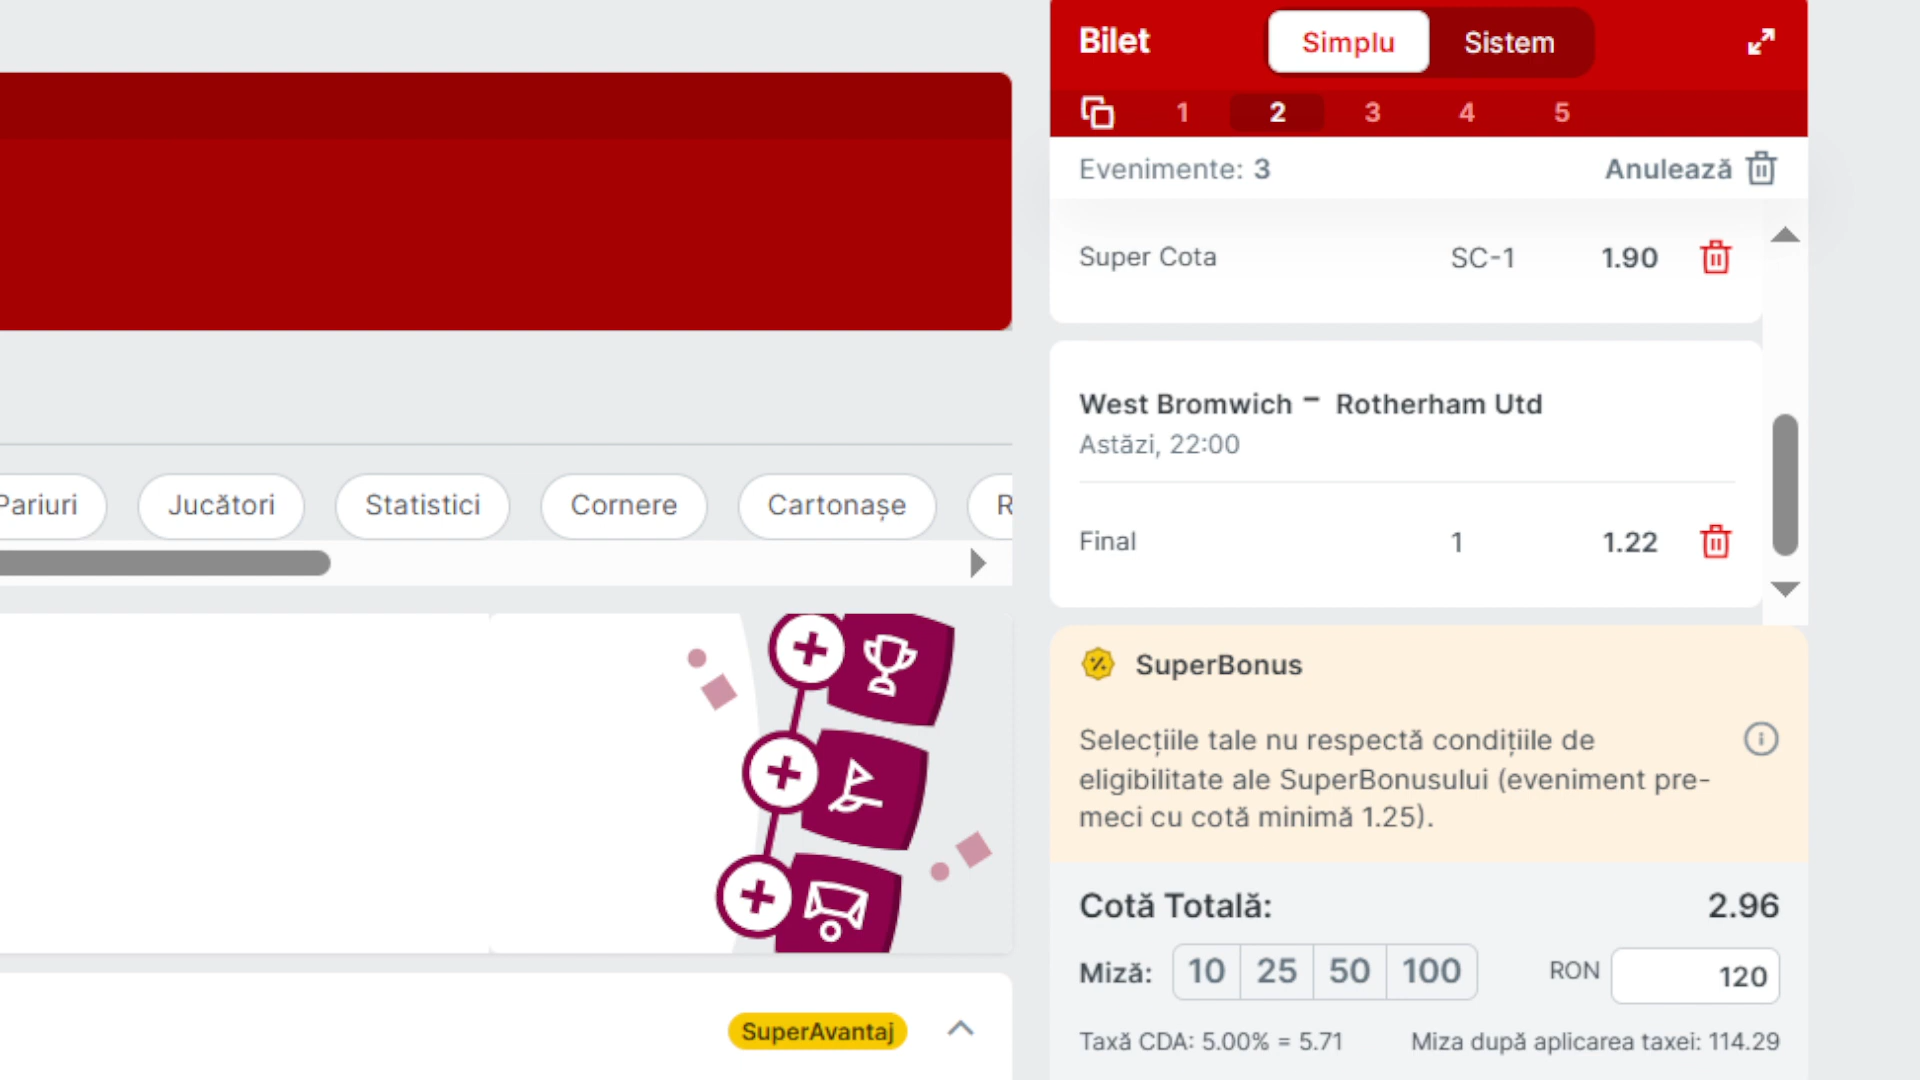 Bilet
Simplu
Sistem
1 2 3 4 5
Evenimente: 3
Anulează
Super Cota SC-1 1.90
West Bromwich - Rotherham Utd
Astăzi, 22:00
Final 1 1.22
Pariuri
Jucători
Statistici
Cornere
Cartonașe
R
SuperBonus
Selecțiile tale nu respectă condițiile de
eligibilitate ale SuperBonusului (eveniment pre-
meci cu cotă minimă 1.25).
Cotă Totală: 2.96
Miză: 10 25 50 100 RON 120
Taxă CDA: 5.00% = 5.71 Miza după aplicarea taxei: 114.29
SuperAvantaj